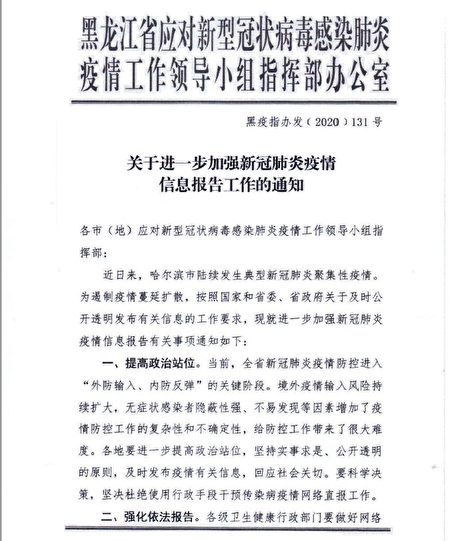 黑龙江省应对新型冠状病毒感染肺炎
疫情工作领导小组指挥部办公室
黑疫指办发〔2020〕131号
关于进一步加强新冠肺炎疫情
信息报告工作的通知
各市（地）应对新型冠状病毒感染肺炎疫情工作领导小组指
挥部：
近日来，哈尔滨市陆续发生典型新冠肺炎聚集性疫情。
为遏制疫情蔓延扩散，按照国家和省委、省政府关于及时公
开透明发布有关信息的工作要求，现就进一步加强新冠肺炎
疫情信息报告有关事项通知如下：
一、提高政治站位。当前，全省新冠肺炎疫情防控进入
“外防输入、内防反弹”的关键阶段。境外疫情输入风险持
续扩大，无症状感染者隐蔽性强、不易发现等因素增加了疫
情防控工作的复杂性和不确定性，给防控工作带来了很大难
度。各地要进一步提高政治站位，坚持实事求是、公开透明
的原则，及时发布疫情有关信息，回应社会关切。要科学决
策，坚决杜绝使用行政手段干预传染病疫情网络直报工作。
二、强化依法报告。各级卫生健康行政部门要做好网络